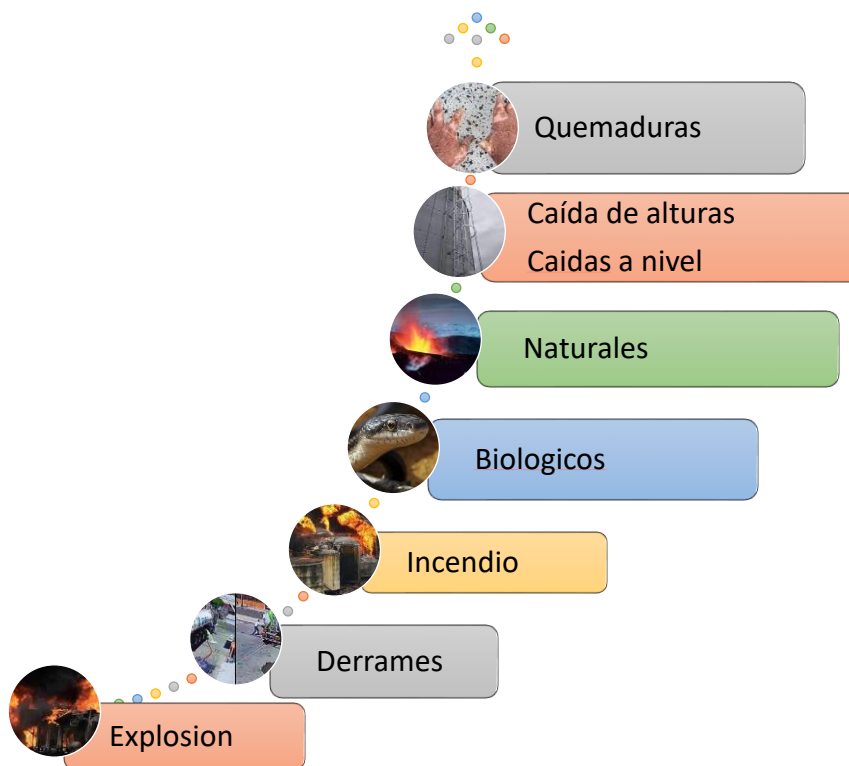 Quemaduras
Caída de alturas
Caidas a nivel
Naturales
Biologicos
Incendio
Derrames
Explosion